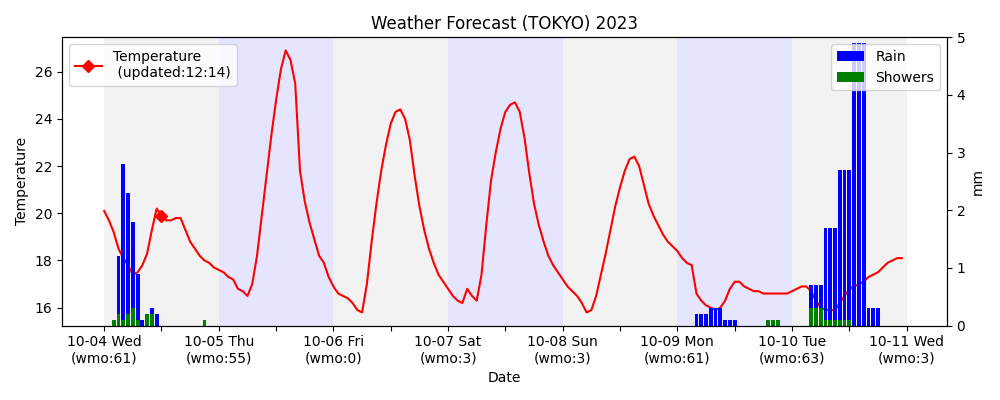 Weather Forecast (TOKYO) 2023
Temperature
(updated:12:14)
Rain
Showers
Temperature
26
24
22
20
18
16
5
4
3
2
1
0
mm
10-04 Wed
(wmo:61)
10-05 Thu
(wmo:55)
10-06 Fri
(wmo:0)
10-07 Sat
(wmo:3)
10-08 Sun
(wmo:3)
10-09 Mon
(wmo:61)
10-10 Tue
(wmo:63)
10-11 Wed
(wmo:3)
Date